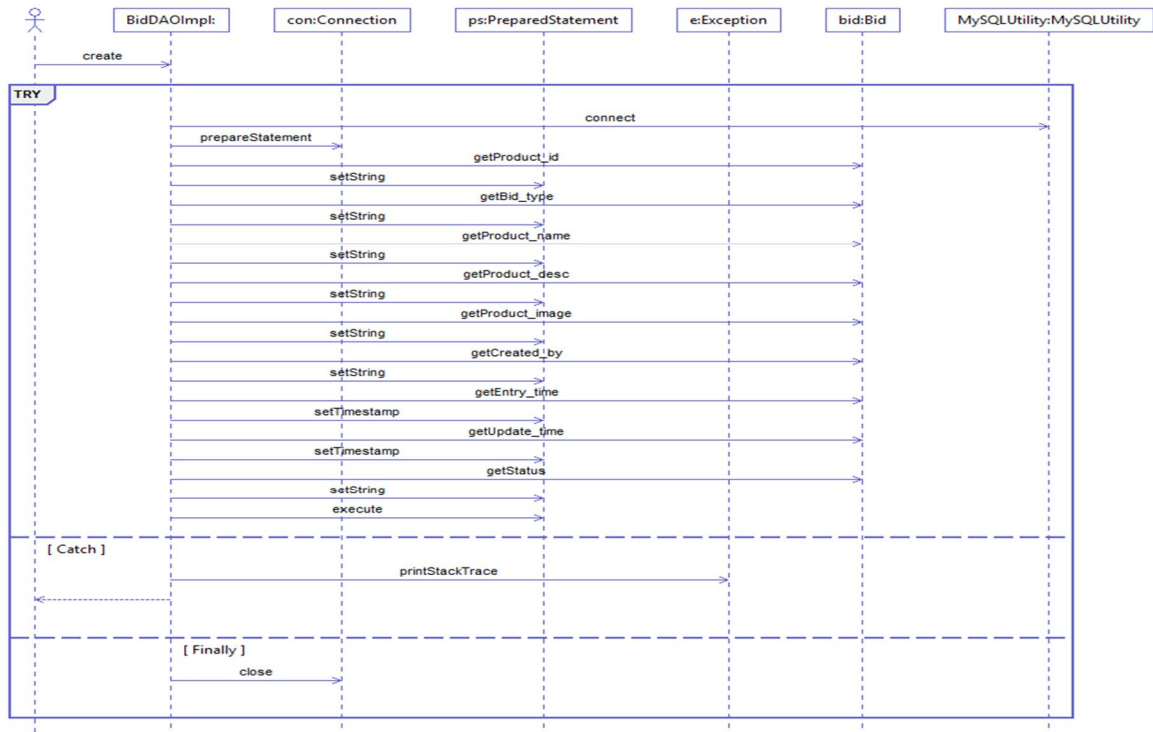 BidDAOImpl:
con:Connection
ps:PreparedStatement
e:Exception
bid:Bid
MySQLUtility:MySQLUtility
create
TRY
connect
prepareStatement
getProduct_id
setString
getBid_type
setString
getProduct_name
setString
getProduct_desc
setString
getProduct_image
setString
getCreated_by
setString
getEntry_time
setTimestamp
getUpdate_time
setTimestamp
getStatus
setString
execute
[ Catch ]
printStackTrace
[ Finally ]
close